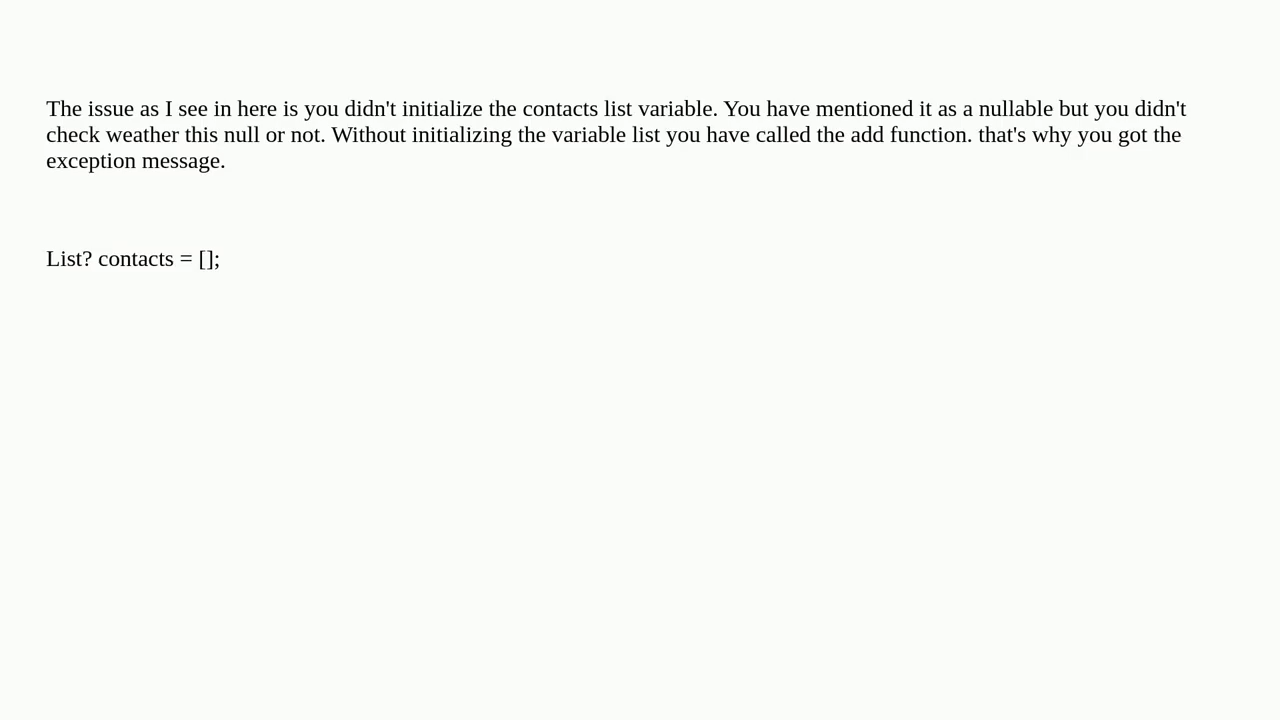 The issue as I see in here is you didn't initialize the contacts list variable. You have mentioned it as a nullable but you didn't
check weather this null or not. Without initializing the variable list you have called the add function. that's why you got the
exception message.
List? contacts = [];